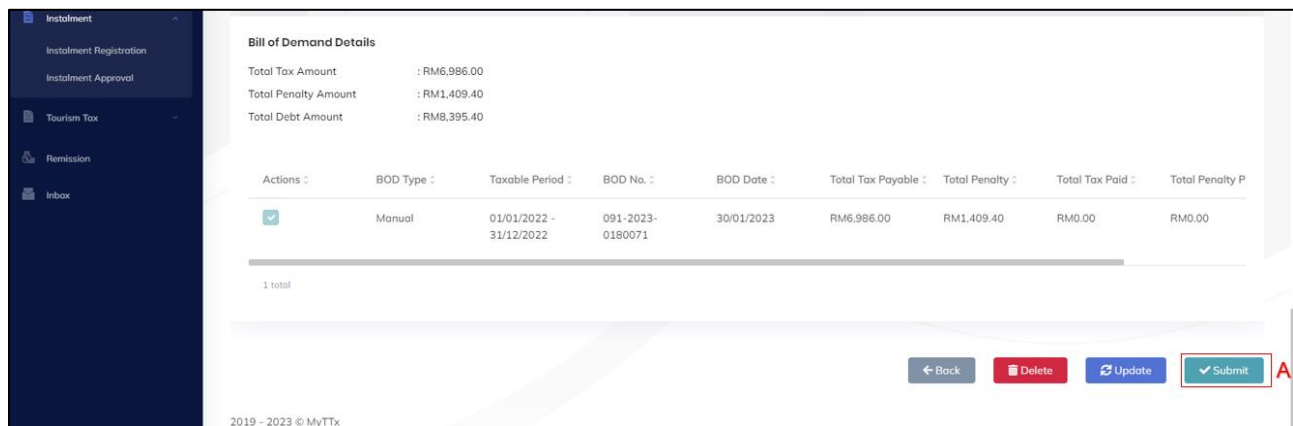 Instalment
Instalment Registration
Instalment Approval
Tourism Tax
Remission
Inbox
Bill of Demand Details
Total Tax Amount : RM6,986.00
Total Penalty Amount : RM1,409.40
Total Debt Amount : RM8,395.40
Actions BOD Type Taxable Period BOD No. BOD Date Total Tax Payable Total Penalty Total Tax Paid Total Penalty P
Manual 01/01/2022 - 091-2023- 30/01/2023 RM6,986.00 RM1,409.40 RM0.00 RM0.00
31/12/2022 0180071
1 total
Back Delete Update Submit A
2019 - 2023 © MyTTx